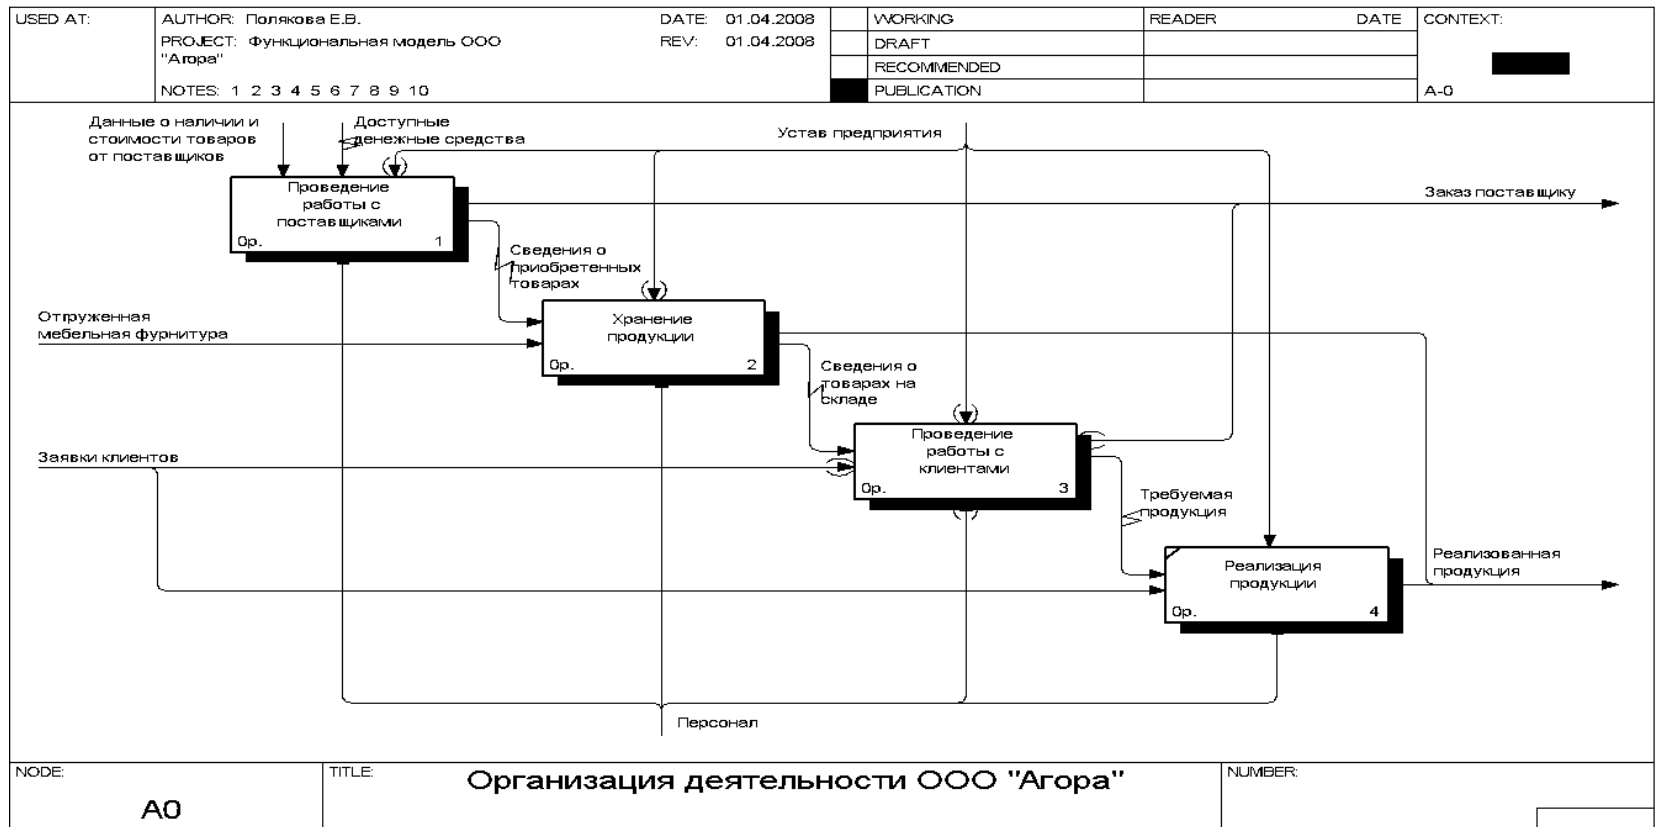 USED AT:
AUTHOR: Полякова Е.В.
DATE: 01.04.2008
PROJECT: Функциональная модель ООО
"Агора"
REV: 01.04.2008
NOTES: 1 2 3 4 5 6 7 8 9 10
WORKING
DRAFT
RECOMMENDED
PUBLICATION
READER DATE
CONTEXT:
A-0
Данные о наличии и
стоимости товаров
от поставщиков
Доступные
денежные средства
Устав предприятия
Проведение
работы с
поставщиками
0р. 1
Заказ поставщику
Сведения о
приобретенных
товарах
Отгруженная
мебельная фурнитура
Хранение
продукции
0р. 2
Сведения о
товарах на
складе
Заявки клиентов
Проведение
работы с
клиентами
0р. 3
Требуемая
продукция
Реализация
продукции
0р. 4
Реализованная
продукция
Персонал
NODE:
A0
TITLE:
Организация деятельности ООО "Агора"
NUMBER: